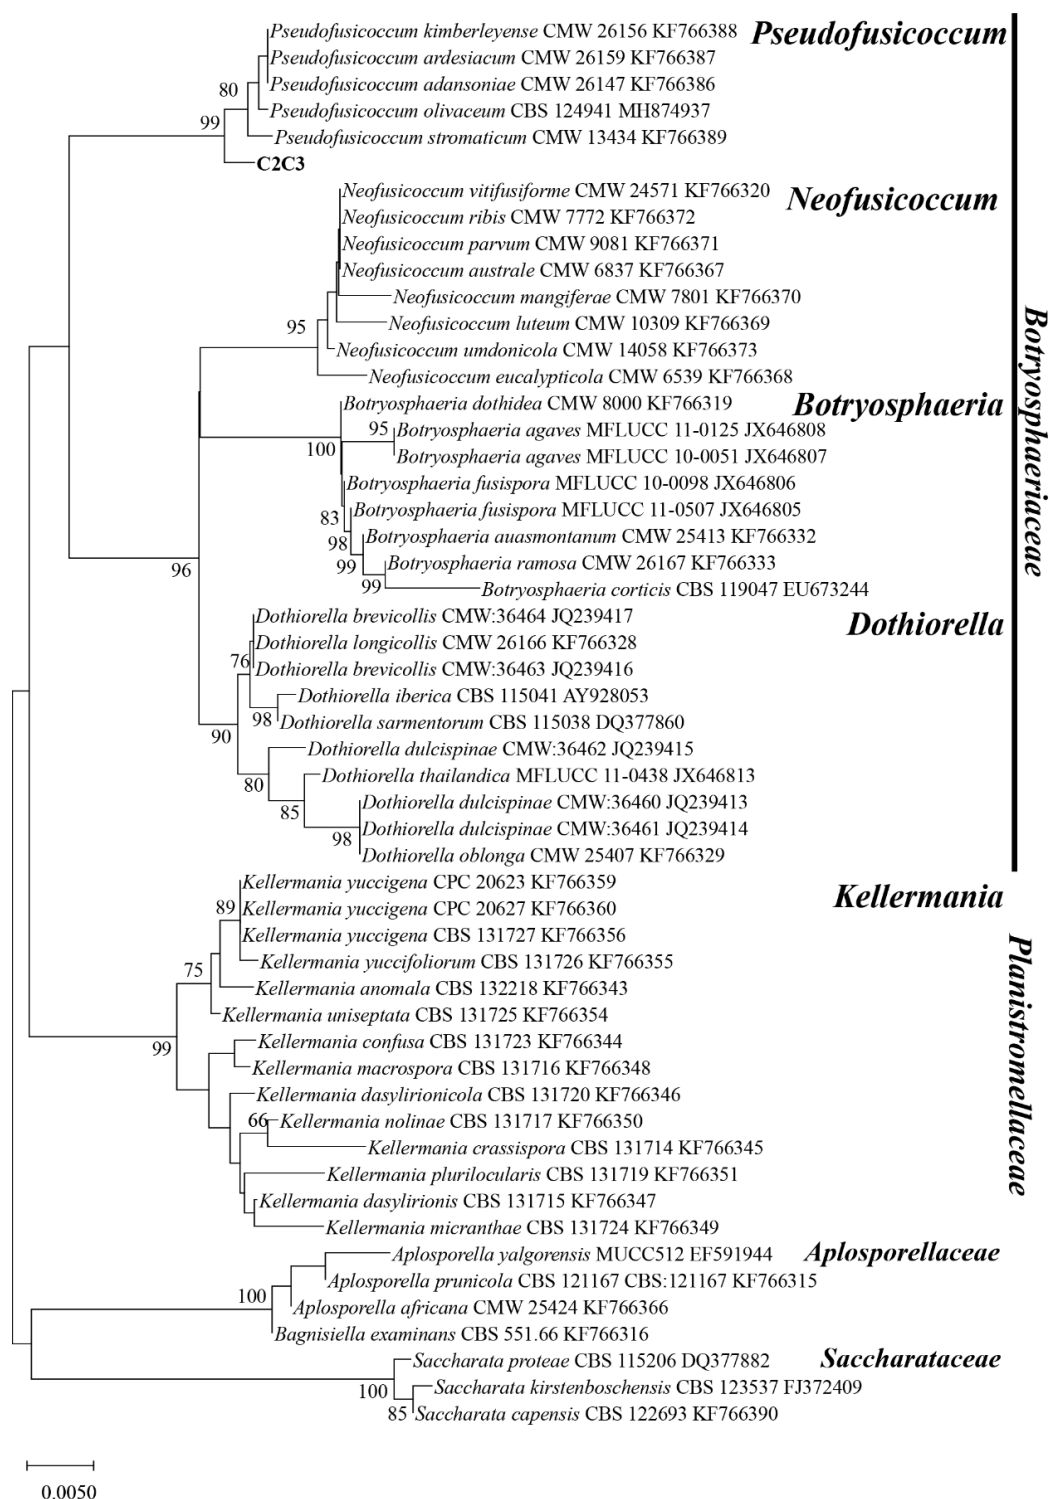 Pseudofusicoccum kimberleyense CMW 26156 KF766388
Pseudofusicoccum
Pseudofusicoccum ardesiacum CMW 26159 KF766387
Pseudofusicoccum adansoniae CMW 26147 KF766386
80
Pseudofusicoccum olivaceum CBS 124941 MH874937
99
Pseudofusicoccum stromaticum CMW 13434 KF766389
C2C3
Neofusicoccum vitifusiforme CMW 24571 KF766320
Neofusicoccum
Neofusicoccum ribis CMW 7772 KF766372
Neofusicoccum parvum CMW 9081 KF766371
Neofusicoccum australe CMW 6837 KF766367
Neofusicoccum mangiferae CMW 7801 KF766370
Neofusicoccum luteum CMW 10309 KF766369
95
Neofusicoccum umdonicola CMW 14058 KF766373
Neofusicoccum eucalypticola CMW 6539 KF766368
Botryosphaeria dothidea CMW 8000 KF766319
Botryosphaeria
95
Botryosphaeria agaves MFLUCC 11-0125 JX646808
100
Botryosphaeria agaves MFLUCC 10-0051 JX646807
Botryosphaeria fusispora MFLUCC 10-0098 JX646806
Botryosphaeria fusispora MFLUCC 11-0507 JX646805
83
Botryosphaeria auasmontanum CMW 25413 KF766332
98
Botryosphaeria ramosa CMW 26167 KF766333
99
Botryosphaeria corticis CBS 119047 EU673244
99
96
Botryosphaeriaceae
Dothiorella brevicollis CMW:36464 JQ239417
Dothiorella
Dothiorella longicollis CMW 26166 KF766328
76
Dothiorella brevicollis CMW:36463 JQ239416
Dothiorella iberica CBS 115041 AY928053
98
Dothiorella sarmentorum CBS 115038 DQ377860
90
Dothiorella dulcispinae CMW:36462 JQ239415
Dothiorella thailandica MFLUCC 11-0438 JX646813
80
Dothiorella dulcispinae CMW:36460 JQ239413
85
Dothiorella dulcispinae CMW:36461 JQ239414
98
Dothiorella oblonga CMW 25407 KF766329
Kellermania yuccigena CPC 20623 KF766359
Kellermania
89
Kellermania yuccigena CPC 20627 KF766360
Kellermania yuccigena CBS 131727 KF766356
Kellermania yuccifoliorum CBS 131726 KF766355
75
Kellermania anomala CBS 132218 KF766343
Kellermania uniseptata CBS 131725 KF766354
Kellermania confusa CBS 131723 KF766344
99
Kellermania macrospora CBS 131716 KF766348
Kellermania dasylirionicola CBS 131720 KF766346
66
Kellermania nolinae CBS 131717 KF766350
Kellermania crassispora CBS 131714 KF766345
Kellermania plurilocularis CBS 131719 KF766351
Kellermania dasylirionis CBS 131715 KF766347
Kellermania micranthae CBS 131724 KF766349
Planistromellaceae
Aplosporella yalgorensis MUCC512 EF591944
Aplosporellaceae
Aplosporella prunicola CBS 121167 CBS:121167 KF766315
100
Aplosporella africana CMW 25424 KF766366
Bagnisiella examinans CBS 551.66 KF766316
Saccharata proteae CBS 115206 DQ377882
Saccharataceae
100
Saccharata kirstenboschensis CBS 123537 FJ372409
85
Saccharata capensis CBS 122693 KF766390
0.0050